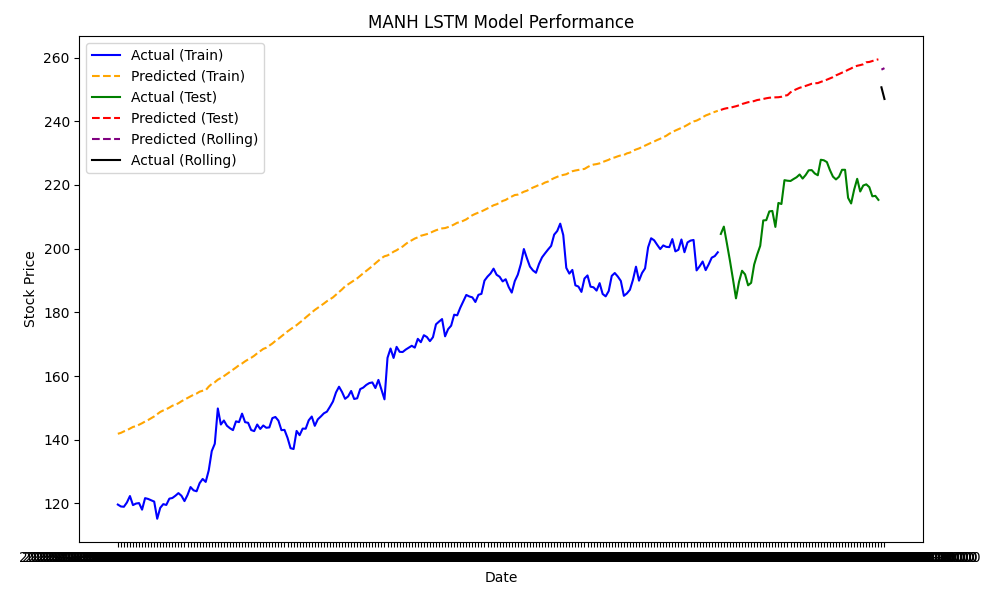 MANH LSTM Model Performance
Actual (Train)
Predicted (Train)
Actual (Test)
Predicted (Test)
Predicted (Rolling)
Actual (Rolling)
260
240
220
200
180
160
140
120
Stock Price
Date